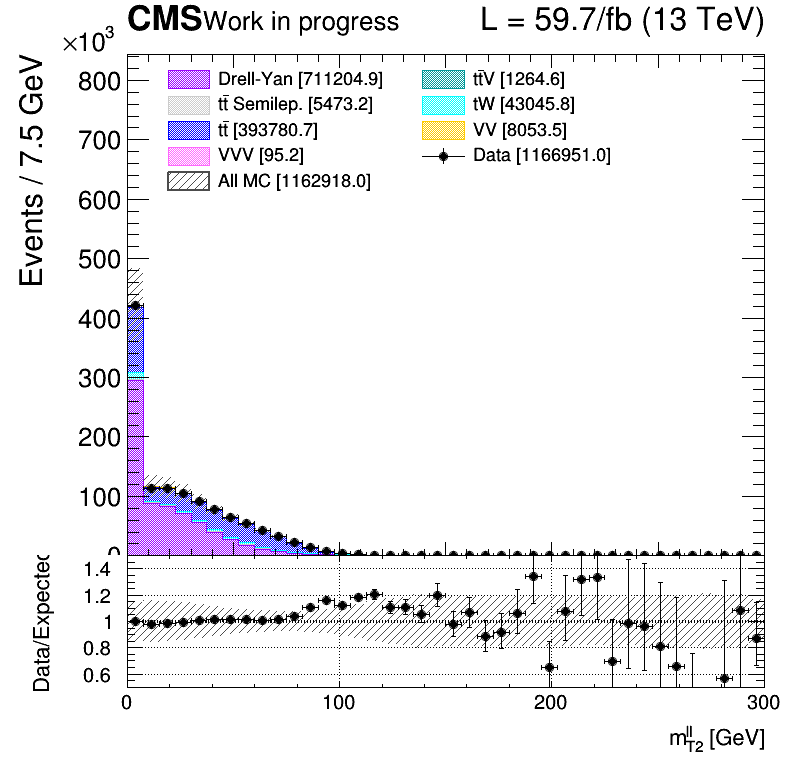 CMS Work in progress L = 59.7/fb (13 TeV)
×10³
Events / 7.5 GeV
800
700
600
500
400
300
200
100
0
Drell-Yan [711204.9]
tt̄ Semilep. [5473.2]
tt̄ [393780.7]
VVV [95.2]
All MC [1162918.0]
tt̄V [1264.6]
tW [43045.8]
VV [8053.5]
Data [1166951.0]
Data/Expected
1.4
1.2
1
0.8
0.6
0 100 200 300
m_T2^ll [GeV]